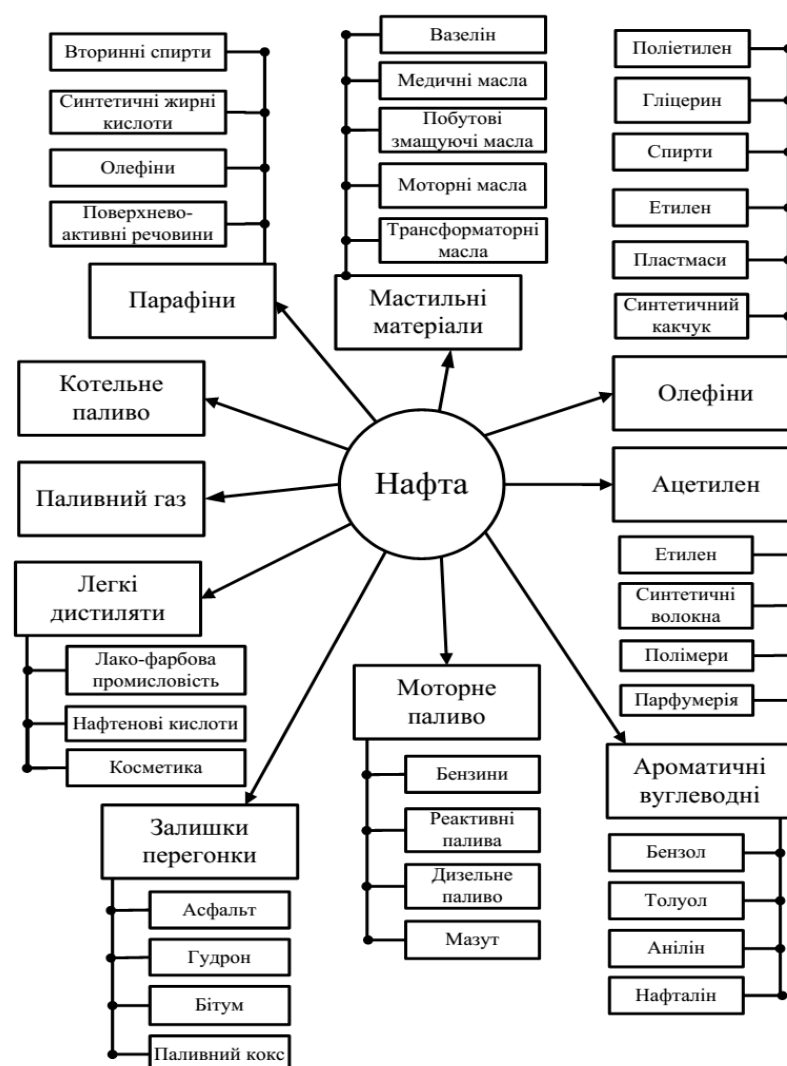 Вторинні спирти
Синтетичні жирні
кислоти
Олефіни
Поверхнево-
активні речовини
Парафіни
Вазелін
Медичні масла
Побутові
змащуючі масла
Моторні масла
Трансформаторні
масла
Мастильні
матеріали
Поліетилен
Гліцерин
Спирти
Етилен
Пластмаси
Синтетичний
какчук
Олефіни
Котельне
паливо
Паливний газ
Нафта
Ацетилен
Етилен
Синтетичні
волокна
Полімери
Парфумерія
Легкі
дистиляти
Лако-фарбова
промисловість
Нафтенові кислоти
Косметика
Залишки
перегонки
Асфальт
Гудрон
Бітум
Паливний кокс
Моторне
паливо
Бензини
Реактивні
палива
Дизельне
паливо
Мазут
Ароматичні
вуглеводні
Бензол
Толуол
Анілін
Нафталін